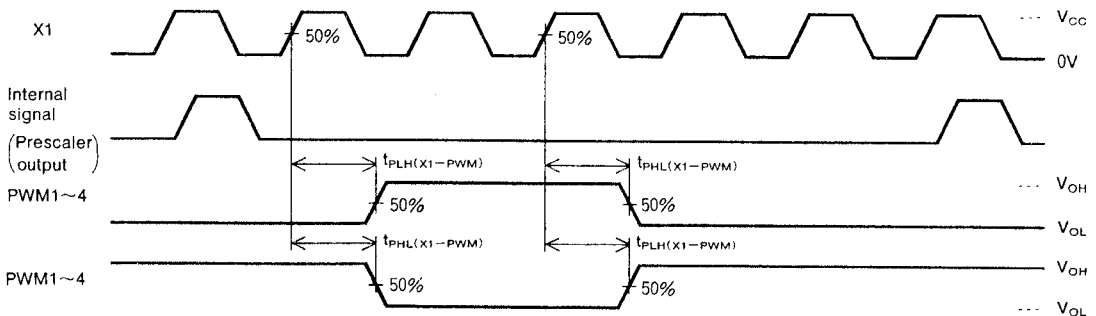 X1
50%
50%
--- VCC
0V
Internal
signal
(Prescaler
output)
tPLH(X1-PWM)
tPHL(X1-PWM)
PWM1~4
50%
50%
--- VOH
VOL
tPHL(X1-PWM)
tPLH(X1-PWM)
PWM1~4
50%
50%
VOH
--- VOL